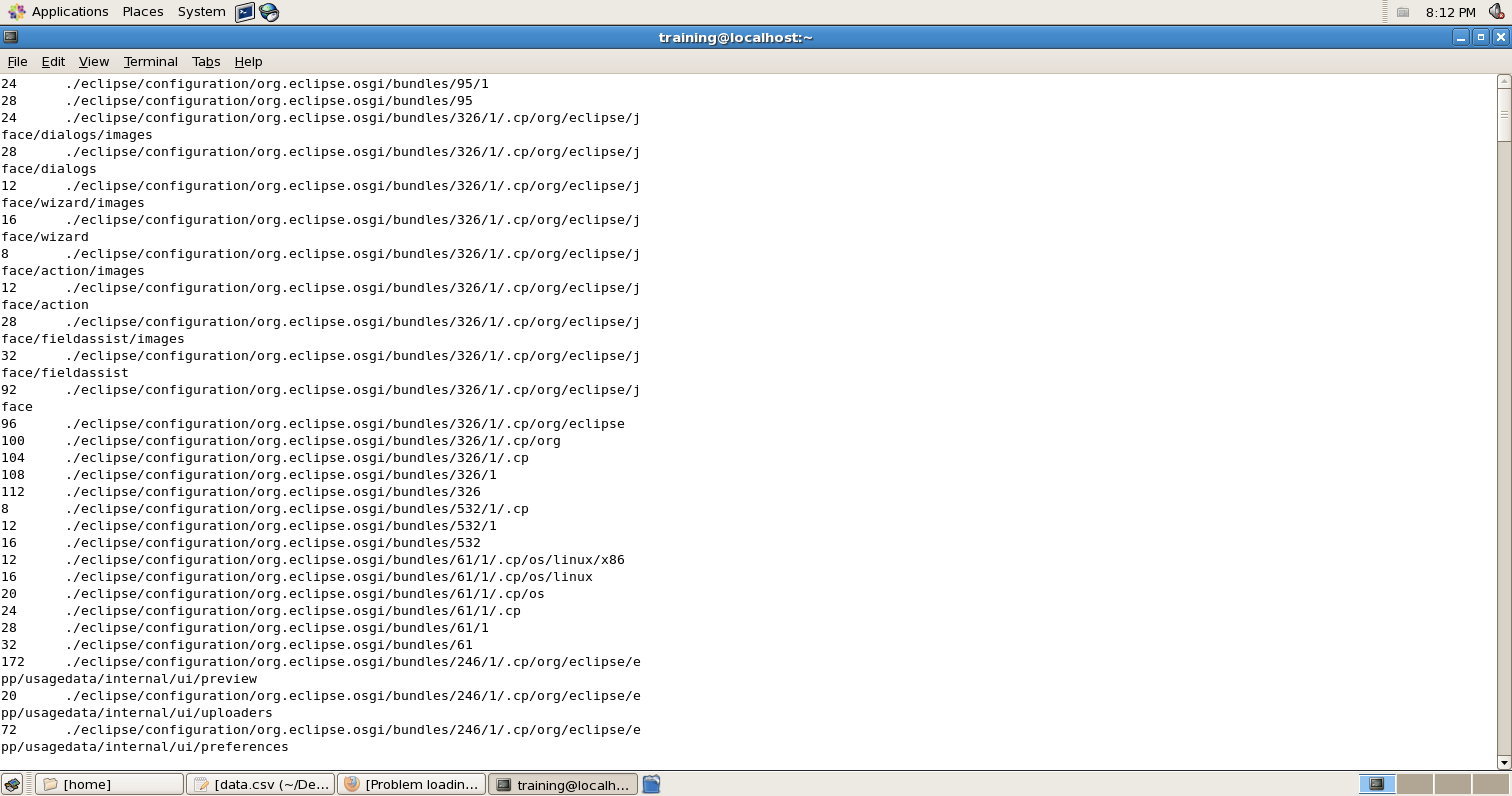 Applications Places System 8:12 PM
training@localhost:~
File Edit View Terminal Tabs Help
24 ./eclipse/configuration/org.eclipse.osgi/bundles/95/1
28 ./eclipse/configuration/org.eclipse.osgi/bundles/95
24 ./eclipse/configuration/org.eclipse.osgi/bundles/326/1/.cp/org/eclipse/j
face/dialogs/images
28 ./eclipse/configuration/org.eclipse.osgi/bundles/326/1/.cp/org/eclipse/j
face/dialogs
12 ./eclipse/configuration/org.eclipse.osgi/bundles/326/1/.cp/org/eclipse/j
face/wizard/images
16 ./eclipse/configuration/org.eclipse.osgi/bundles/326/1/.cp/org/eclipse/j
face/wizard
8 ./eclipse/configuration/org.eclipse.osgi/bundles/326/1/.cp/org/eclipse/j
face/action/images
12 ./eclipse/configuration/org.eclipse.osgi/bundles/326/1/.cp/org/eclipse/j
face/action
28 ./eclipse/configuration/org.eclipse.osgi/bundles/326/1/.cp/org/eclipse/j
face/fieldassist/images
32 ./eclipse/configuration/org.eclipse.osgi/bundles/326/1/.cp/org/eclipse/j
face/fieldassist
92 ./eclipse/configuration/org.eclipse.osgi/bundles/326/1/.cp/org/eclipse/j
face
96 ./eclipse/configuration/org.eclipse.osgi/bundles/326/1/.cp/org/eclipse
100 ./eclipse/configuration/org.eclipse.osgi/bundles/326/1/.cp/org
104 ./eclipse/configuration/org.eclipse.osgi/bundles/326/1/.cp
108 ./eclipse/configuration/org.eclipse.osgi/bundles/326/1
112 ./eclipse/configuration/org.eclipse.osgi/bundles/326
8 ./eclipse/configuration/org.eclipse.osgi/bundles/532/1/.cp
12 ./eclipse/configuration/org.eclipse.osgi/bundles/532/1
16 ./eclipse/configuration/org.eclipse.osgi/bundles/532
12 ./eclipse/configuration/org.eclipse.osgi/bundles/61/1/.cp/os/linux/x86
16 ./eclipse/configuration/org.eclipse.osgi/bundles/61/1/.cp/os/linux
20 ./eclipse/configuration/org.eclipse.osgi/bundles/61/1/.cp/os
24 ./eclipse/configuration/org.eclipse.osgi/bundles/61/1/.cp
28 ./eclipse/configuration/org.eclipse.osgi/bundles/61/1
32 ./eclipse/configuration/org.eclipse.osgi/bundles/61
172 ./eclipse/configuration/org.eclipse.osgi/bundles/246/1/.cp/org/eclipse/e
pp/usagedata/internal/ui/preview
20 ./eclipse/configuration/org.eclipse.osgi/bundles/246/1/.cp/org/eclipse/e
pp/usagedata/internal/ui/uploaders
72 ./eclipse/configuration/org.eclipse.osgi/bundles/246/1/.cp/org/eclipse/e
pp/usagedata/internal/ui/preferences
[home] [data.csv (~/De... [Problem loadin... training@localh...